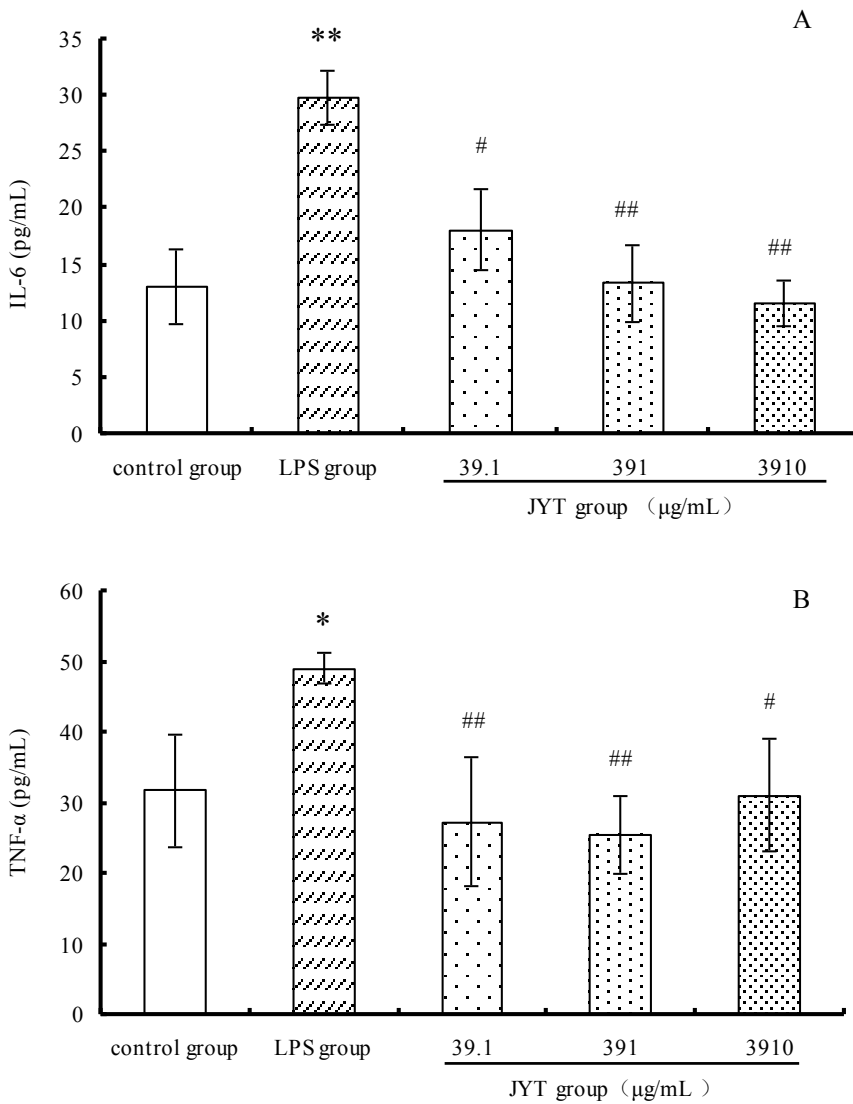 A
35
**
30
#
25
##
20
##
15
10
5
0
IL-6 (pg/mL)
control group LPS group 39.1 391 3910
JYT group （μg/mL）
B
60
*
50
#
##
40
##
30
20
10
0
TNF-α (pg/mL)
control group LPS group 39.1 391 3910
JYT group （μg/mL ）